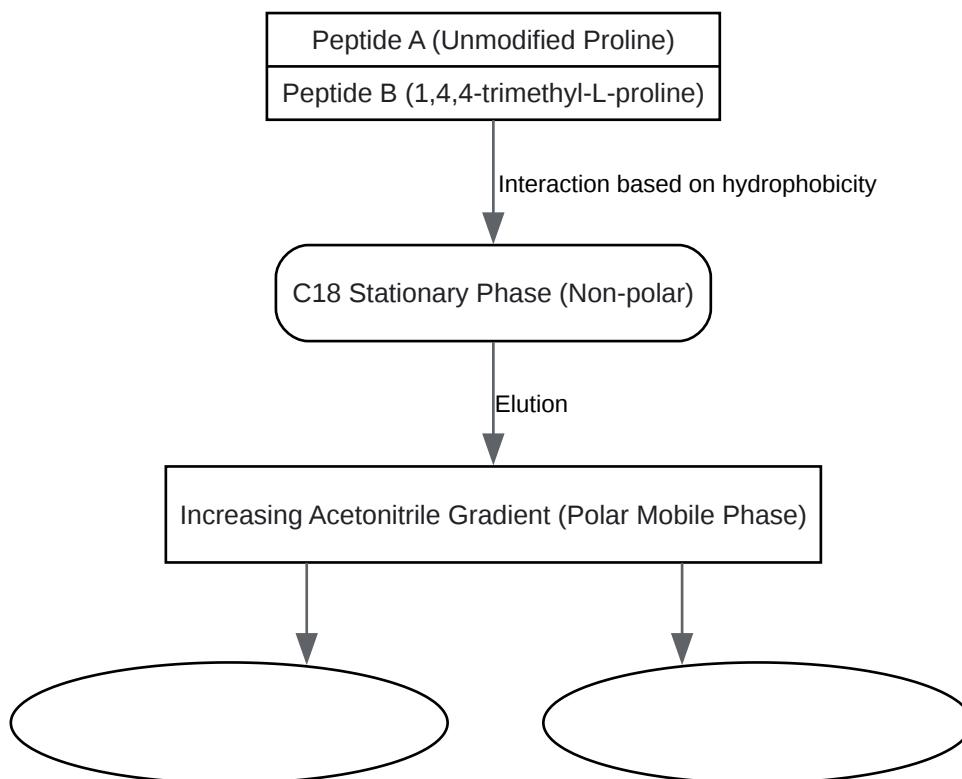 Peptide A (Unmodified Proline)
Peptide B (1,4,4-trimethyl-L-proline)
Interaction based on hydrophobicity
C18 Stationary Phase (Non-polar)
Elution
Increasing Acetonitrile Gradient (Polar Mobile Phase)